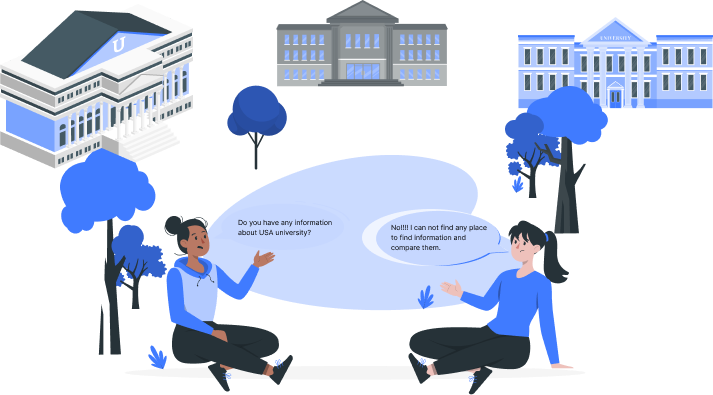 U
UNIVERSITY
Do you have any information
about USA university?
No!!!! I can not find any place
to find information and
compare them.